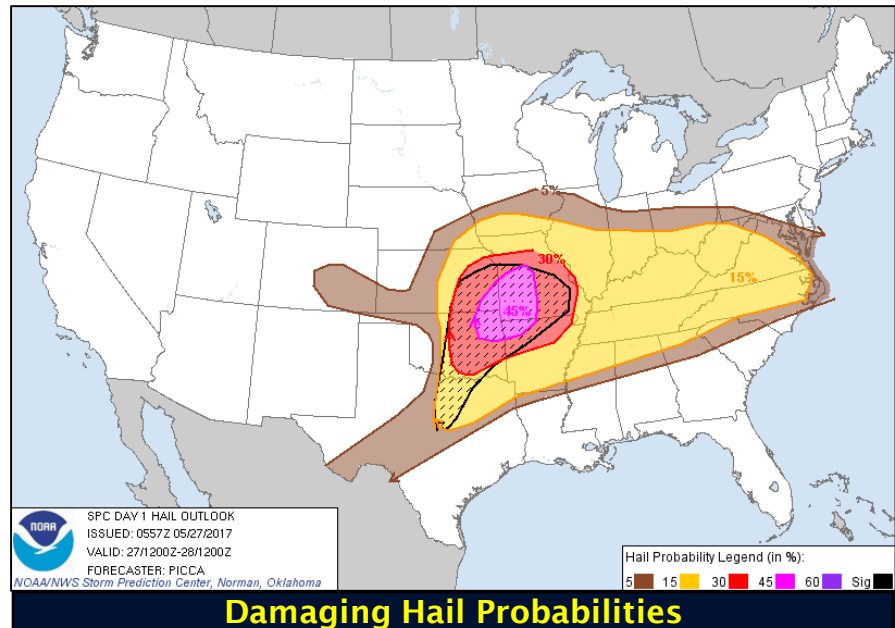 5%
30%
15%
45%
NOAA
SPC DAY 1 HAIL OUTLOOK
ISSUED: 0557Z 05/27/2017
VALID: 27/1200Z-28/1200Z
FORECASTER: PICCA
NOAA/NWS Storm Prediction Center, Norman, Oklahoma
Hail Probability Legend (in %):
5 15 30 45 60 Sig
Damaging Hail Probabilities